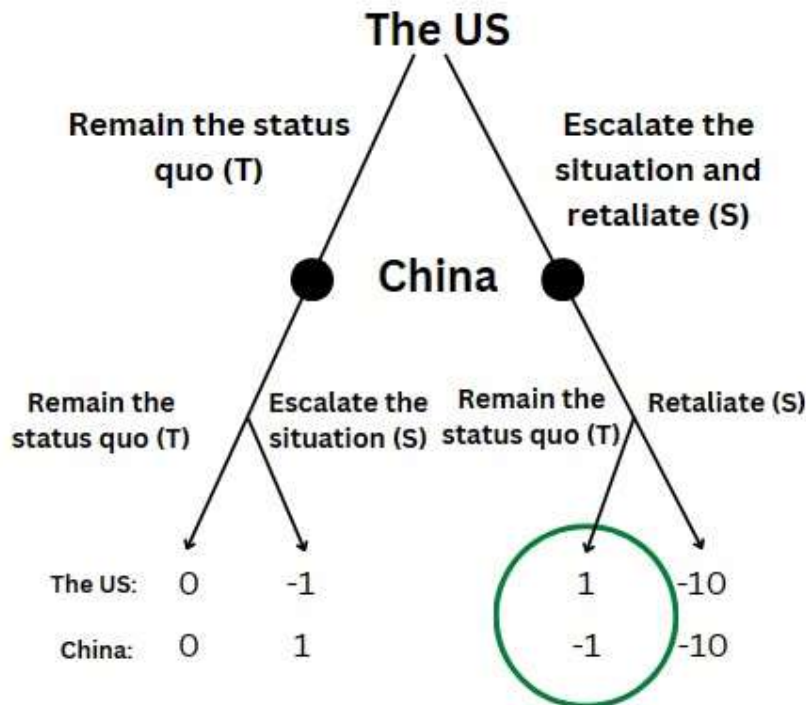 The US
Remain the status
quo (T)
Escalate the
situation and
retaliate (S)
China
Remain the
status quo (T)
Escalate the
situation (S)
Remain the
status quo (T)
Retaliate (S)
The US: 0 -1 1 -10
China: 0 1 -1 -10